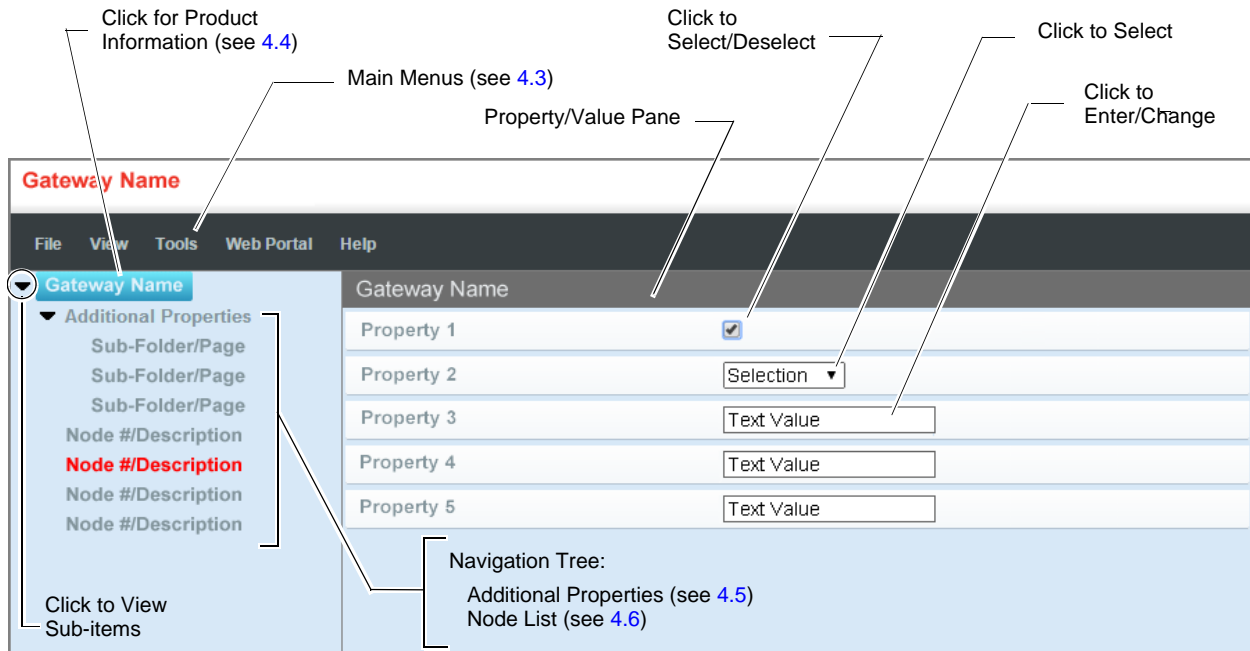 Click for Product
Information (see 4.4)
Click to
Select/Deselect
Click to Select
Main Menus (see 4.3)
Click to
Enter/Change
Property/Value Pane
Gateway Name
File View Tools Web Portal Help
Gateway Name
Additional Properties
Sub-Folder/Page
Sub-Folder/Page
Sub-Folder/Page
Node #/Description
Node #/Description
Node #/Description
Node #/Description
Click to View
Sub-items
Gateway Name
Property 1
Property 2 Selection
Property 3 Text Value
Property 4 Text Value
Property 5 Text Value
Navigation Tree:
Additional Properties (see 4.5)
Node List (see 4.6)